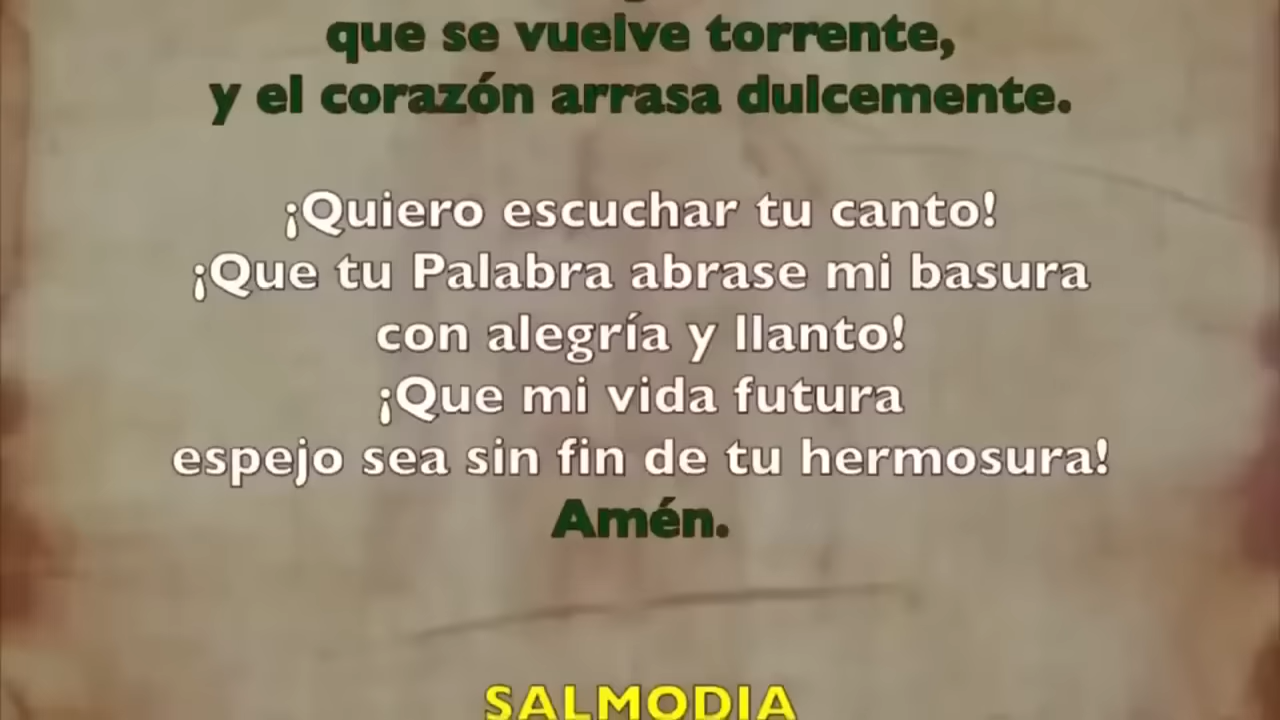 que se vuelve torrente,
y el corazón arrasa dulcemente.
¡Quiero escuchar tu canto!
¡Que tu Palabra abrase mi basura
con alegría y llanto!
¡Que mi vida futura
espejo sea sin fin de tu hermosura!
Amén.
SALMODIA